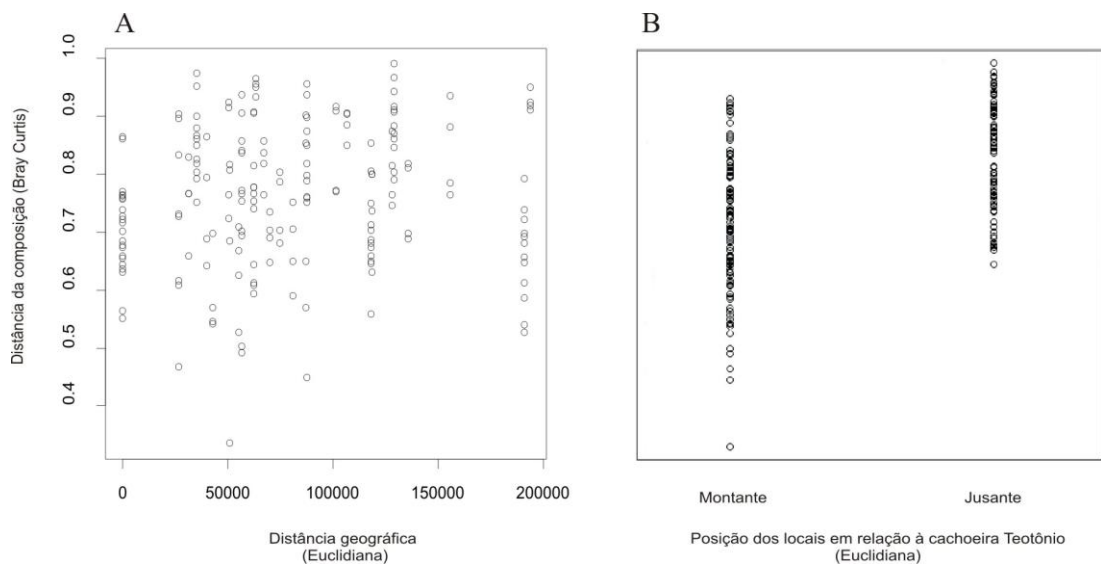 A
B
Distância da composição (Bray Curtis)
1.0
0.9
0.8
0.7
0.6
0.5
0.4
0
50000
100000
150000
200000
Distância geográfica
(Euclidiana)
Montante
Jusante
Posição dos locais em relação à cachoeira Teotônio
(Euclidiana)